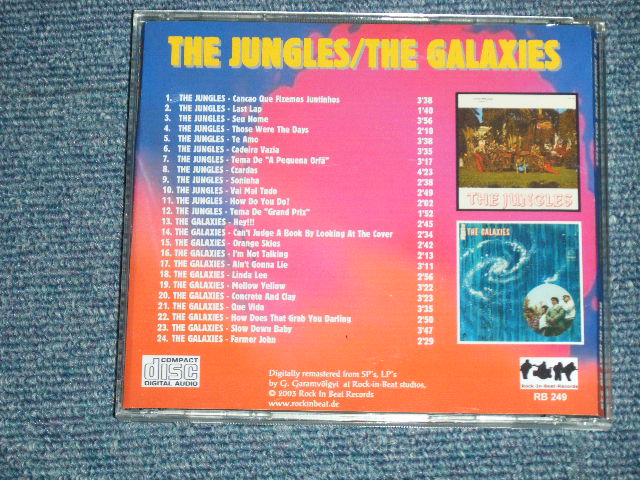 THE JUNGLES/THE GALAXIES
1. THE JUNGLES - Cancao Que Fizemos Juntinhos 3'38
2. THE JUNGLES - Last Lap 1'40
3. THE JUNGLES - Seu Nome 3'56
4. THE JUNGLES - Those Were The Days 2'10
5. THE JUNGLES - Te Amo 3'38
6. THE JUNGLES - Cadeira Vazia 3'35
7. THE JUNGLES - Tema De "A Pequena Orfã" 3'17
8. THE JUNGLES - Czardas 4'23
9. THE JUNGLES - Soninha 2'38
10. THE JUNGLES - Vai Mal Tudo 2'49
11. THE JUNGLES - How Do You Do! 2'02
12. THE JUNGLES - Tema De "Grand Prix" 1'52
13. THE GALAXIES - Hey!!! 2'45
14. THE GALAXIES - Can't Judge A Book By Looking At The Cover 2'34
15. THE GALAXIES - Orange Skies 2'42
16. THE GALAXIES - I'm Not Talking 2'13
17. THE GALAXIES - Ain't Gonna Lie 3'11
18. THE GALAXIES - Linda Lee 2'56
19. THE GALAXIES - Mellow Yellow 3'22
20. THE GALAXIES - Concrete And Clay 3'23
21. THE GALAXIES - Que Vida 3'35
22. THE GALAXIES - How Does That Grab You Darling 2'50
23. THE GALAXIES - Slow Down Baby 3'47
24. THE GALAXIES - Farmer John 2'29
THE JUNGLES
THE GALAXIES
COMPACT
disc
DIGITAL AUDIO
Digitally remastered from SP's, LP's
by G. Garamvölgyi at Rock-in-Beat studios,
© 2003 Rock In Beat Records
www.rockinbeat.de
Rock-In-Beat-Records
RB 249